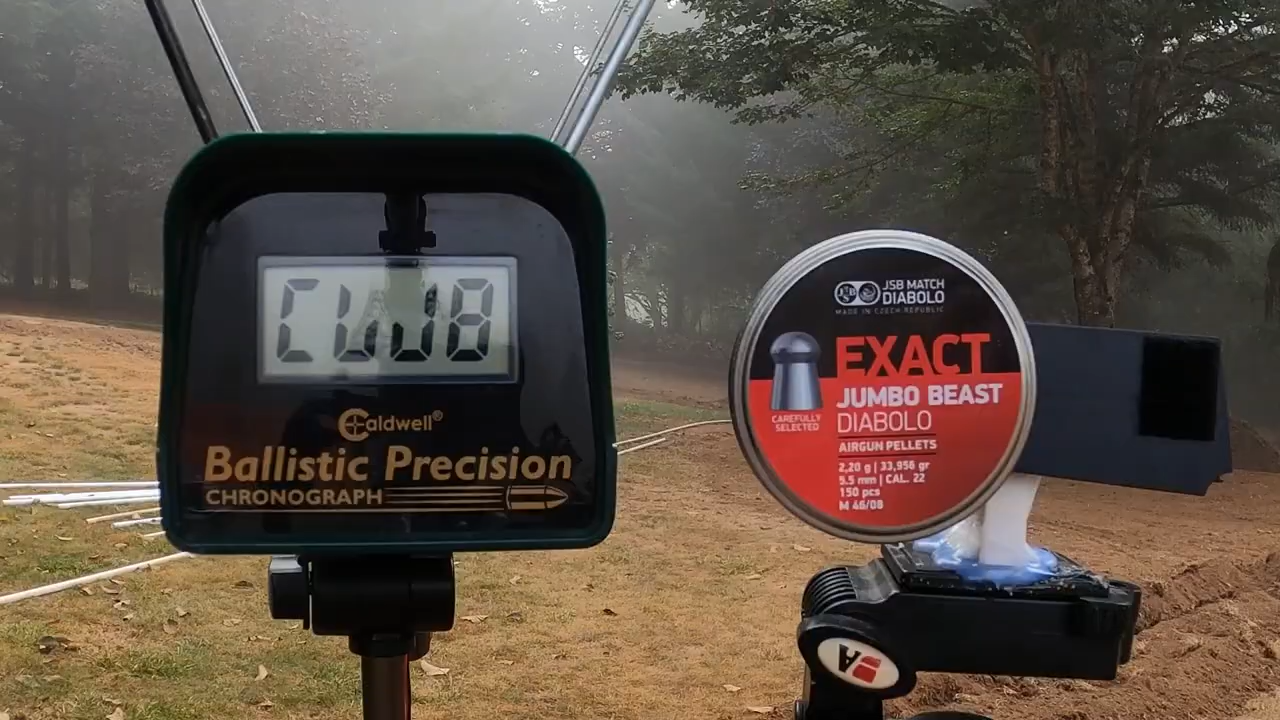 Caldwell®
Ballistic Precision
CHRONOGRAPH
JSB MATCH
DIABOLO
MADE IN CZECH REPUBLIC
EXACT
JUMBO BEAST
DIABOLO
CAREFULLY
SELECTED
AIRGUN PELLETS
2,20 g | 33,956 gr
5.5 mm | CAL. 22
150 pcs
M 46/08